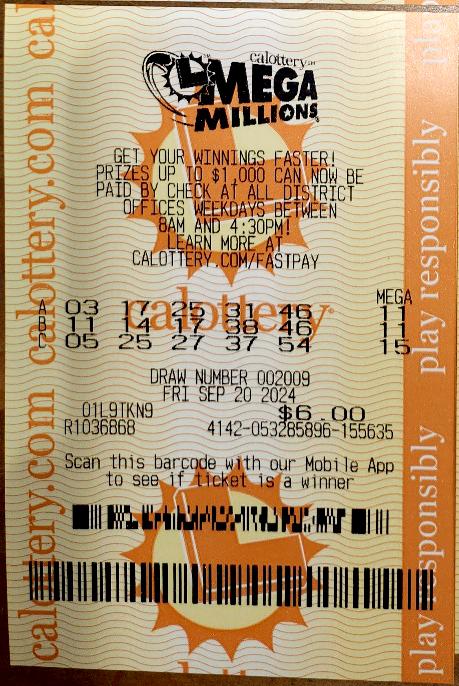 calottery
MEGA
MILLIONS
GET YOUR WINNINGS FASTER!
PRIZES UP TO $1,000 CAN NOW BE
PAID BY CHECK AT ALL DISTRICT
OFFICES WEEKDAYS BETWEEN
8AM AND 4:30PM!
LEARN MORE AT
CALOTTERY.COM/FASTPAY
MEGA
A 03 17 25 31 46 11
B 11 14 17 38 46 11
05 25 27 37 54 15
calottery
DRAW NUMBER 002009
FRI SEP 20 2024
01L9TKN9 $6.00
R1036868 4142-053285896-155635
Scan this barcode with our Mobile App
to see if ticket is a winner
calottery.com calottery.com ca
play responsibly play responsibly pl